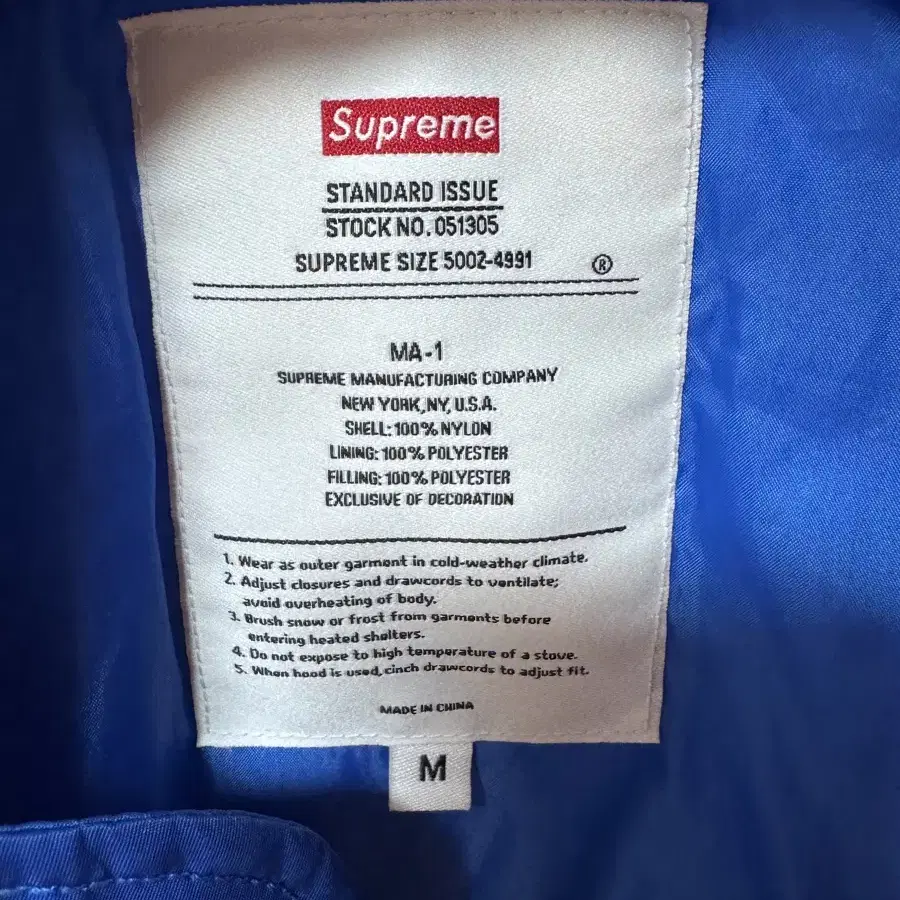 Supreme
STANDARD ISSUE
STOCK NO. 051305
SUPREME SIZE 5002-4991 ®
MA-1
SUPREME MANUFACTURING COMPANY
NEW YORK, NY, U.S.A.
SHELL: 100% NYLON
LINING: 100% POLYESTER
FILLING: 100% POLYESTER
EXCLUSIVE OF DECORATION
1. Wear as outer garment in cold-weather climate.
2. Adjust closures and drawcords to ventilate;
avoid overheating of body.
3. Brush snow or frost from garments before
entering heated shelters.
4. Do not expose to high temperature of a stove.
5. When hood is used, cinch drawcords to adjust fit.
MADE IN CHINA
M